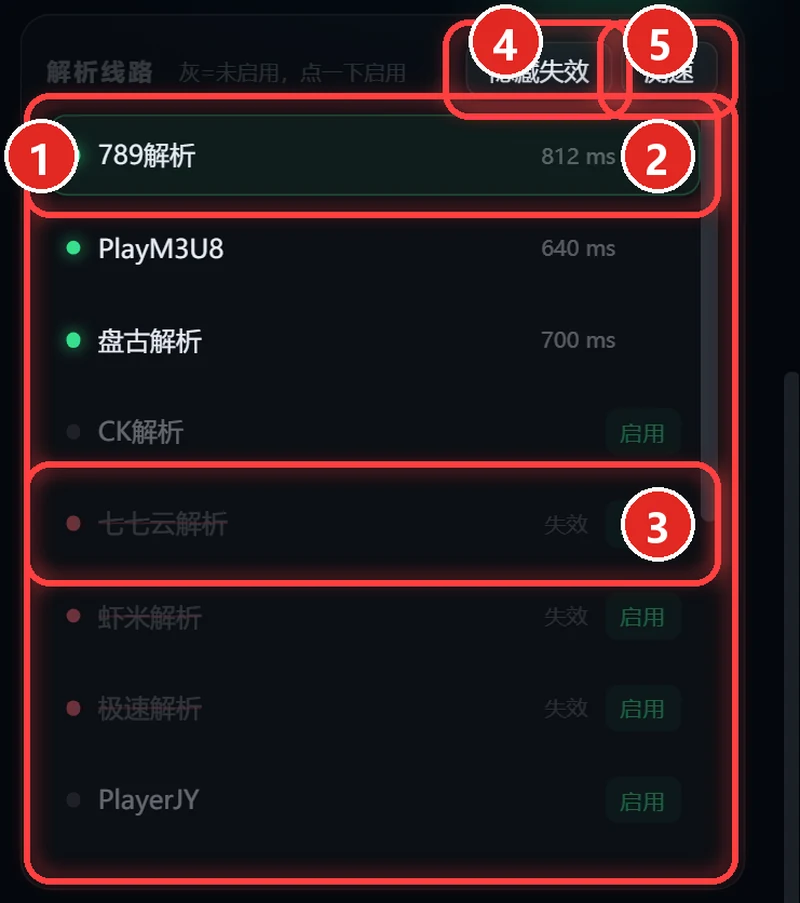 解析线路 灰=未启用，点一下启用 4 隐藏失效 5 测速
1 789解析 812 ms 2
PlayM3U8 640 ms
盘古解析 700 ms
CK解析 启用
七七云解析 失效 3
虾米解析 失效 启用
极速解析 失效 启用
PlayerJY 启用